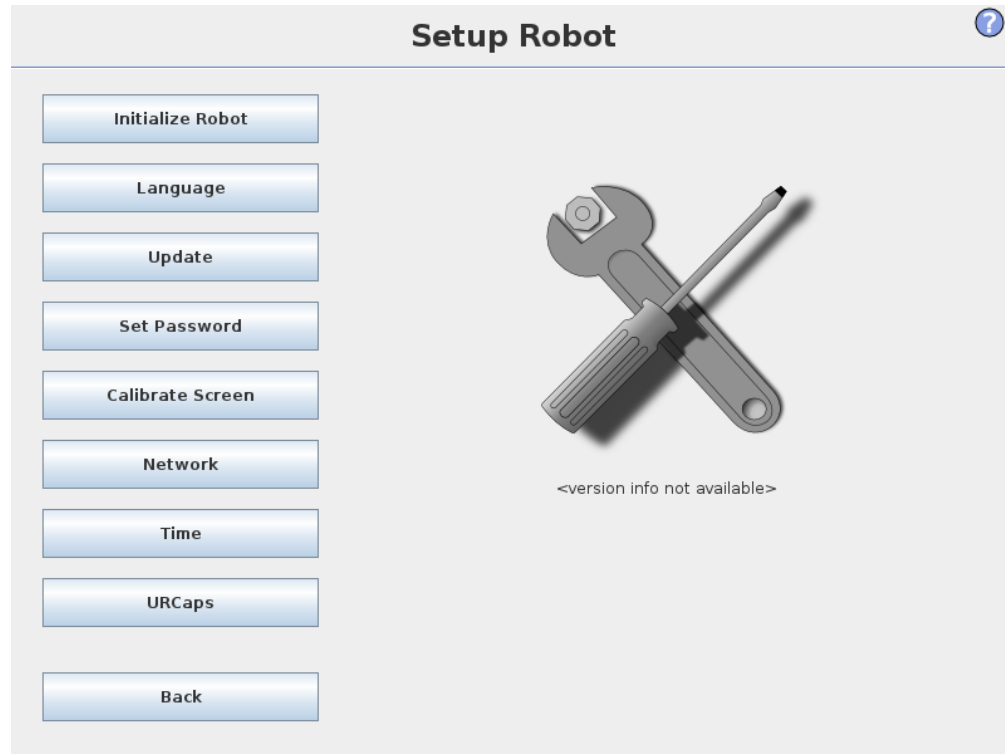 Setup Robot
?
Initialize Robot
Language
Update
Set Password
Calibrate Screen
Network
Time
URCaps
Back
<version info not available>